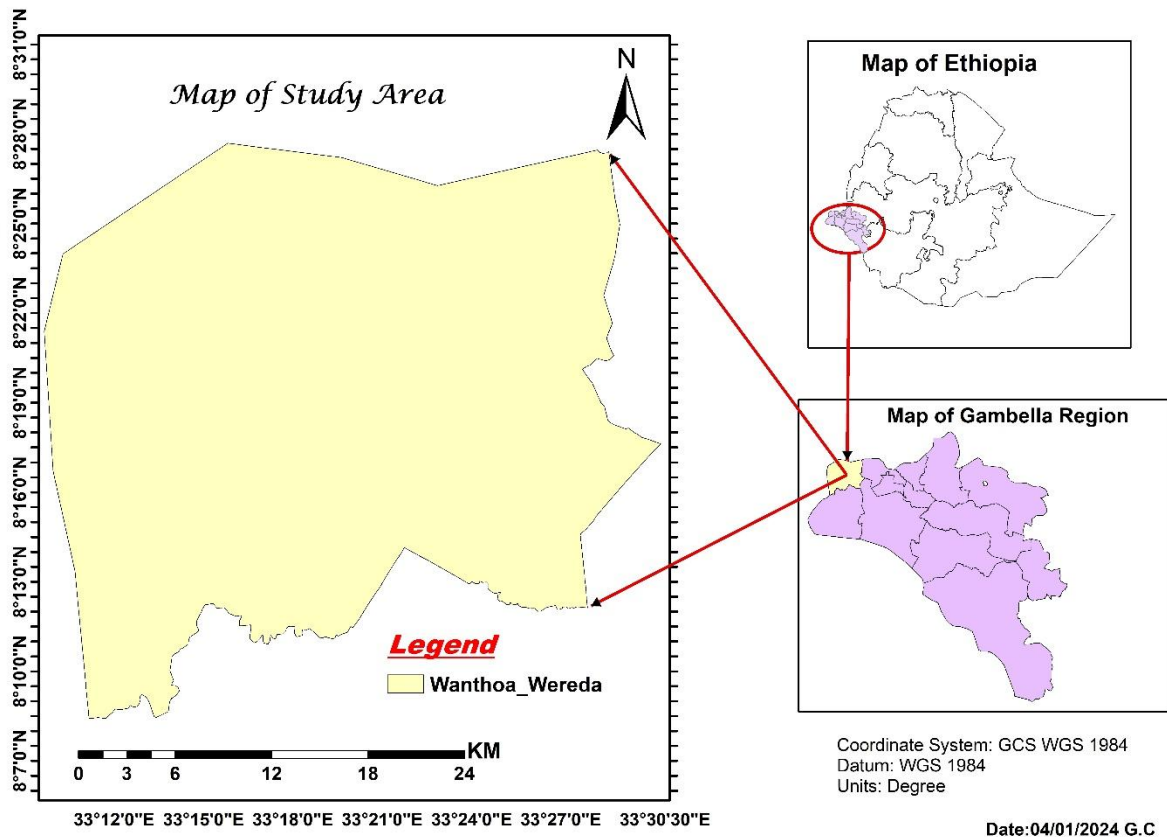 Map of Study Area
N
8°31'0"N
8°28'0"N
8°25'0"N
8°22'0"N
8°19'0"N
8°16'0"N
8°13'0"N
8°10'0"N
8°7'0"N
Legend
Wanthoa_Wereda
KM
0 3 6 12 18 24
33°12'0"E 33°15'0"E 33°18'0"E 33°21'0"E 33°24'0"E 33°27'0"E 33°30'30"E
Map of Ethiopia
Map of Gambella Region
Coordinate System: GCS WGS 1984
Datum: WGS 1984
Units: Degree
Date:04/01/2024 G.C